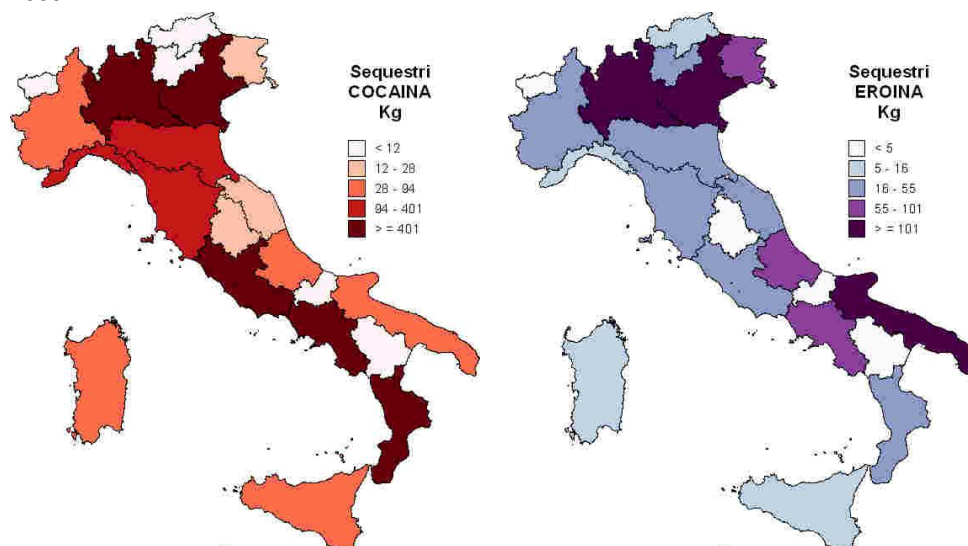 Sequestri
COCAINA
Kg
< 12
12 - 28
28 - 94
94 - 401
> = 401
Sequestri
EROINA
Kg
< 5
5 - 16
16 - 55
55 - 101
> = 101